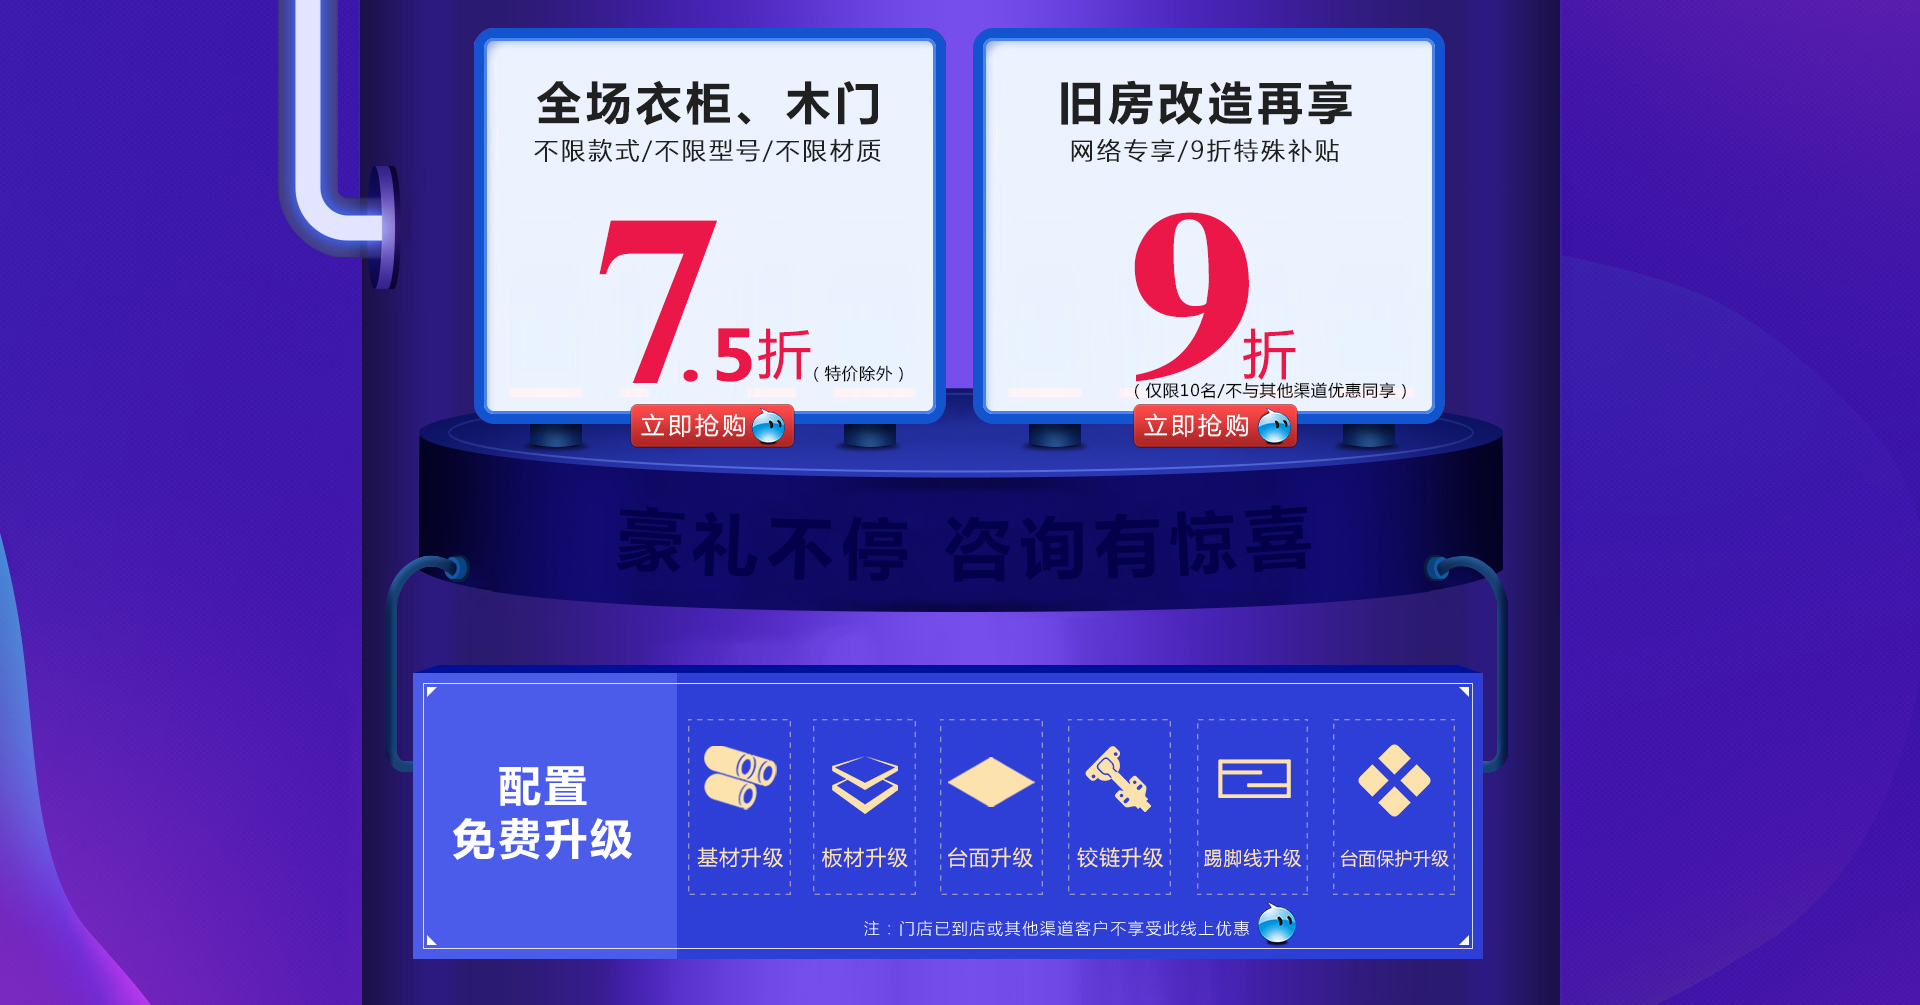 全场衣柜、木门
不限款式/不限型号/不限材质
7.5折
（特价除外）
立即抢购
旧房改造再享
网络专享/9折特殊补贴
9折
（仅限10名/不与其他渠道优惠同享）
立即抢购
豪礼不停 咨询有惊喜
配置
免费升级
基材升级
板材升级
台面升级
铰链升级
踢脚线升级
台面保护升级
注：门店已到店或其他渠道客户不享受此线上优惠